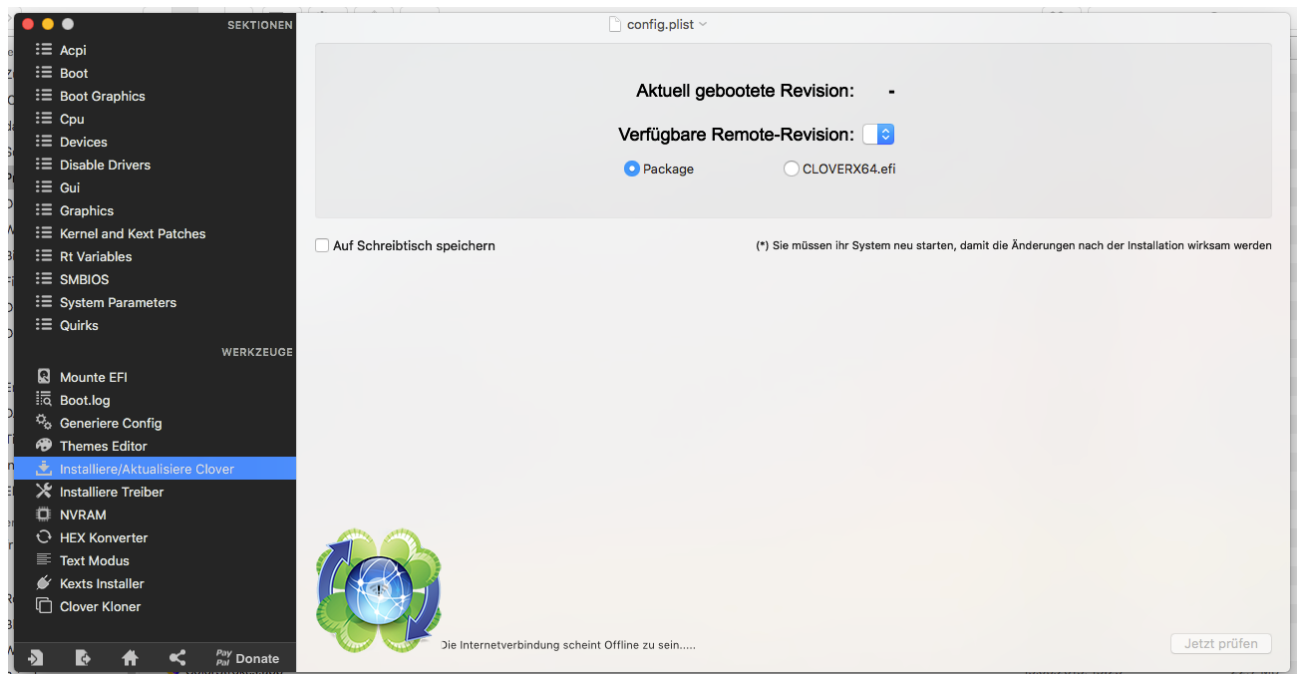 SEKTIONEN
Acpi
Boot
Boot Graphics
Cpu
Devices
Disable Drivers
Gui
Graphics
Kernel and Kext Patches
Rt Variables
SMBIOS
System Parameters
Quirks
WERKZEUGE
Mounte EFI
Boot.log
Generiere Config
Themes Editor
Installiere/Aktualisiere Clover
Installiere Treiber
NVRAM
HEX Konverter
Text Modus
Kexts Installer
Clover Kloner
Pay Pal Donate
config.plist
Aktuell gebootete Revision: -
Verfügbare Remote-Revision:
Package CLOVERX64.efi
Auf Schreibtisch speichern
(*) Sie müssen ihr System neu starten, damit die Änderungen nach der Installation wirksam werden
Die Internetverbindung scheint Offline zu sein.....
Jetzt prüfen